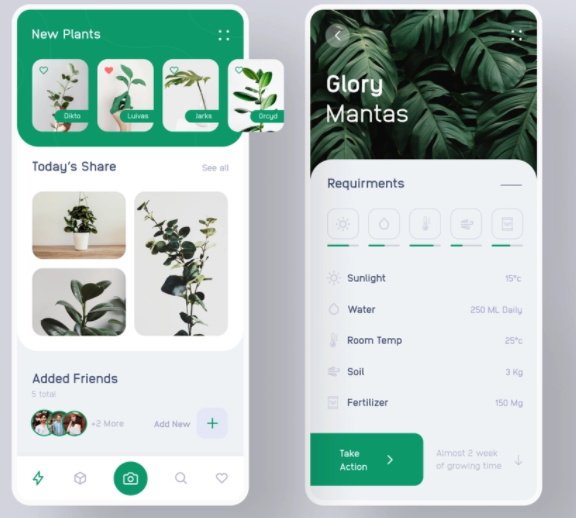 New Plants
Dikto
Luivas
Jarks
Orcyd
Today's Share
See all
Added Friends
5 total
+2 More
Add New
Glory
Mantas
Requirments
Sunlight
15°c
Water
250 ML Daily
Room Temp
25°c
Soil
3 Kg
Fertilizer
150 Mg
Take
Action
Almost 2 week
of growing time